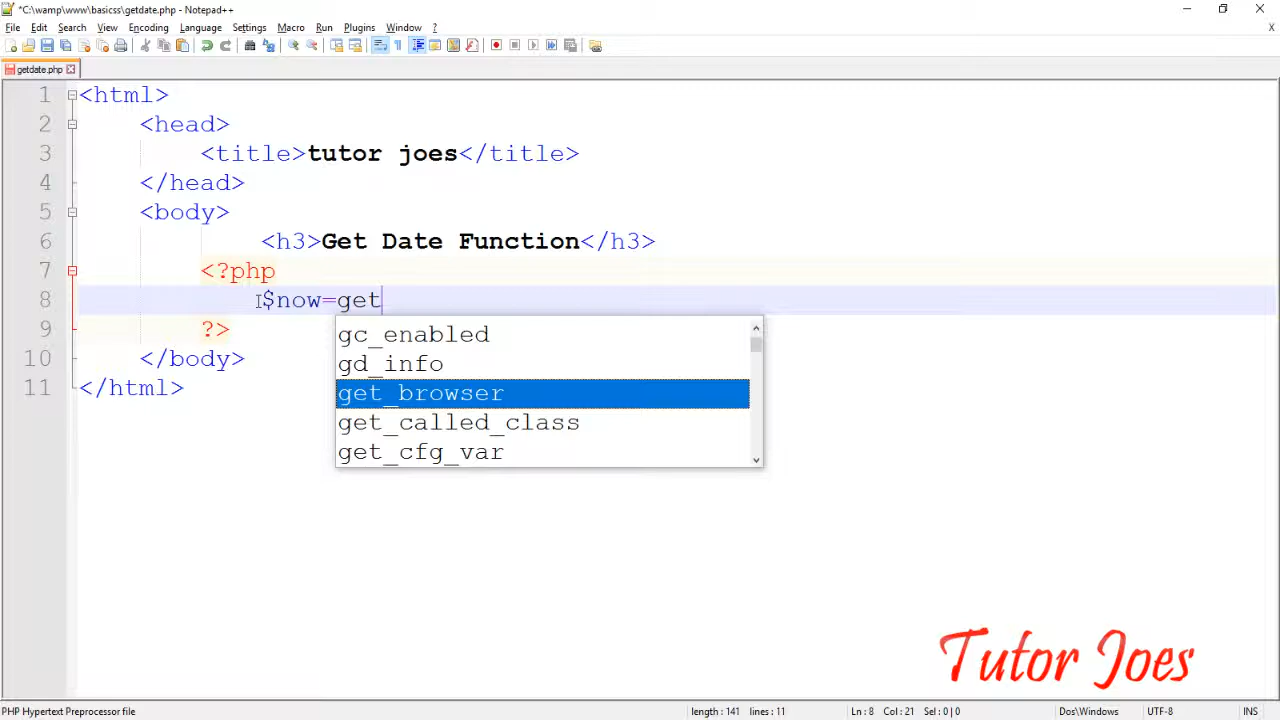 *C:\wamp\www\basicss\getdate.php - Notepad++
File Edit Search View Encoding Language Settings Macro Run Plugins Window ?
X
getdate.php
1 <html>
2 <head>
3 <title>tutor joes</title>
4 </head>
5 <body>
6 <h3>Get Date Function</h3>
7 <?php
8 $now=get
9 ?>
10 </body>
11 </html>
gc_enabled
gd_info
get_browser
get_called_class
get_cfg_var
Tutor Joes
PHP Hypertext Preprocessor file length : 141 lines : 11 Ln : 8 Col : 21 Sel : 0 | 0 Dos\Windows UTF-8 INS